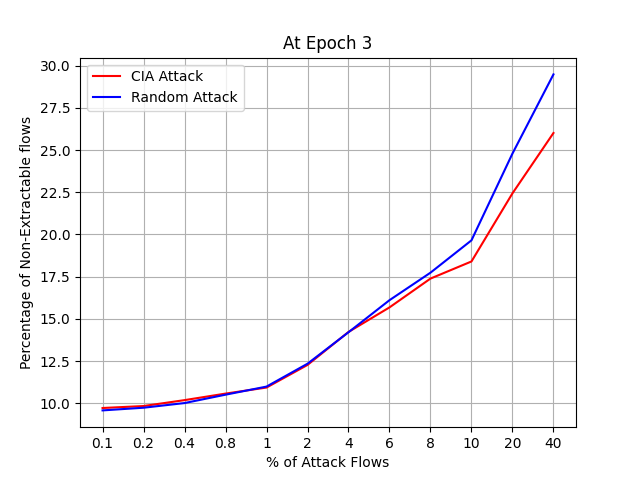 At Epoch 3
CIA Attack
Random Attack
Percentage of Non-Extractable flows
30.0
27.5
25.0
22.5
20.0
17.5
15.0
12.5
10.0
0.1 0.2 0.4 0.8 1 2 4 6 8 10 20 40
% of Attack Flows